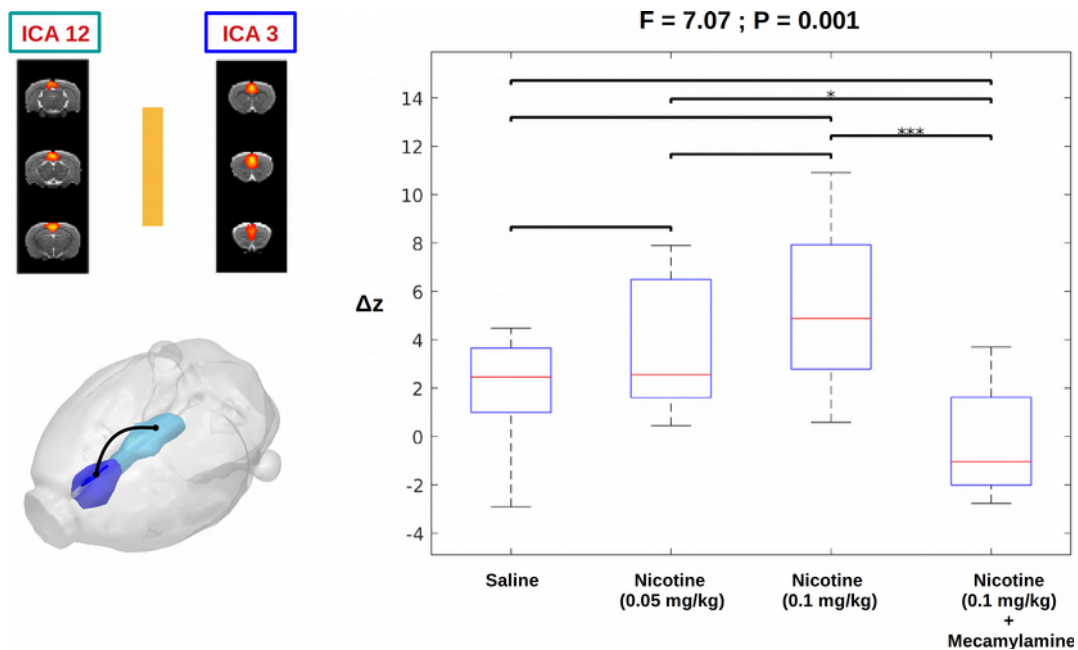 ICA 12
ICA 3
F = 7.07 ; P = 0.001
14
12
10
8
6
4
2
0
-2
-4
Δz
*
***
Saline
Nicotine
(0.05 mg/kg)
Nicotine
(0.1 mg/kg)
Nicotine
(0.1 mg/kg)
+
Mecamylamine